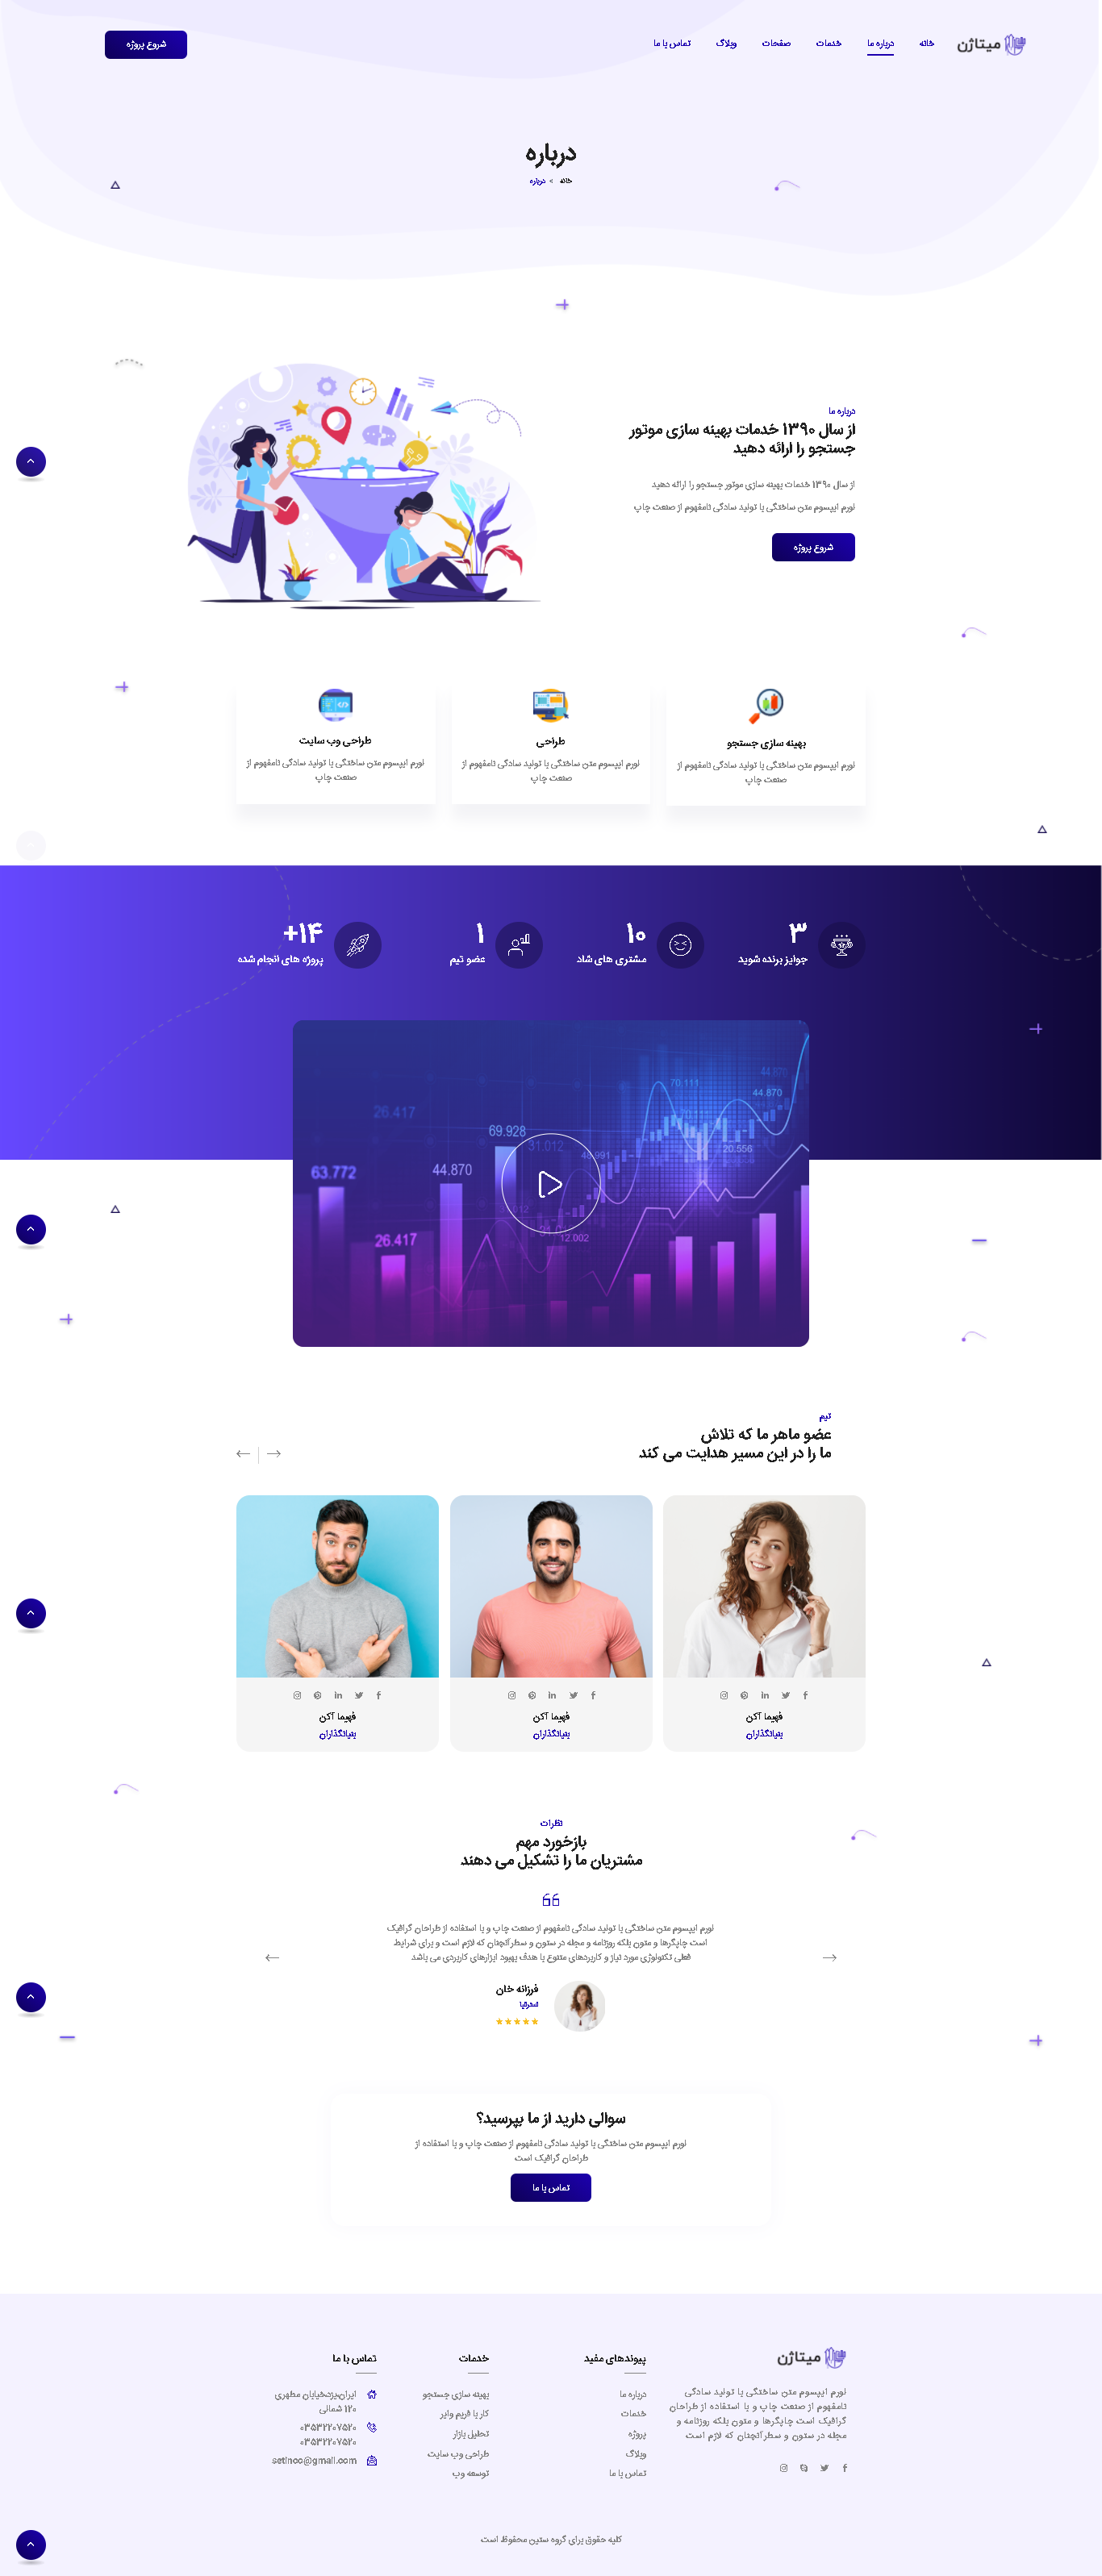 میتاژن
خانه
درباره ما
خدمات
صفحات
وبلاگ
تماس با ما
شروع پروژه
درباره
خانه » درباره
درباره ما
از سال ۱۳۹۰ خدمات بهینه سازی موتور
جستجو را ارائه دهید
از سال ۱۳۹۰ خدمات بهینه سازی موتور جستجو را ارائه دهید
لورم ایپسوم متن ساختگی با تولید سادگی نامفهوم از صنعت چاپ
شروع پروژه
بهینه سازی جستجو
لورم ایپسوم متن ساختگی با تولید سادگی نامفهوم از
صنعت چاپ
طراحی
لورم ایپسوم متن ساختگی با تولید سادگی نامفهوم از
صنعت چاپ
طراحی وب سایت
لورم ایپسوم متن ساختگی با تولید سادگی نامفهوم از
صنعت چاپ
۳
جوایز برنده شوید
۱۰
مشتری های شاد
۱
عضو تیم
+۱۴
پروژه های انجام شده
70.111
44.870
26.417
69.928
31.012
48.991
20.556
63.772
44.870
26.417
12.002
تیم
عضو ماهر ما که تلاش
ما را در این مسیر هدایت می کند
فهیما آکن
بنیانگذاران
فهیما آکن
بنیانگذاران
فهیما آکن
بنیانگذاران
نظرات
بازخورد مهم
مشتریان ما را تشکیل می دهند
لورم ایپسوم متن ساختگی با تولید سادگی نامفهوم از صنعت چاپ و با استفاده از طراحان گرافیک
است چاپگرها و متون بلکه روزنامه و مجله در ستون و سطرآنچنان که لازم است و برای شرایط
فعلی تکنولوژی مورد نیاز و کاربردهای متنوع با هدف بهبود ابزارهای کاربردی می باشد
فرزانه خان
استرالیا
سوالی دارید از ما بپرسید؟
لورم ایپسوم متن ساختگی با تولید سادگی نامفهوم از صنعت چاپ و با استفاده از
طراحان گرافیک است
تماس با ما
میتاژن
لورم ایپسوم متن ساختگی با تولید سادگی
نامفهوم از صنعت چاپ و با استفاده از طراحان
گرافیک است چاپگرها و متون بلکه روزنامه و
مجله در ستون و سطرآنچنان که لازم است
پیوندهای مفید
درباره ما
خدمات
پروژه
وبلاگ
تماس با ما
خدمات
بهینه سازی جستجو
کار با فریم وایر
تحلیل بازار
طراحی وب سایت
توسعه وب
تماس با ما
ایران،یزد،خیابان مطهری
۱۲۰ شمالی
۰۳۵۳۲۲۰۷۵۲۰
۰۳۵۳۲۲۰۷۵۲۰
setinco@gmail.com
کلیه حقوق برای گروه ستین محفوظ است